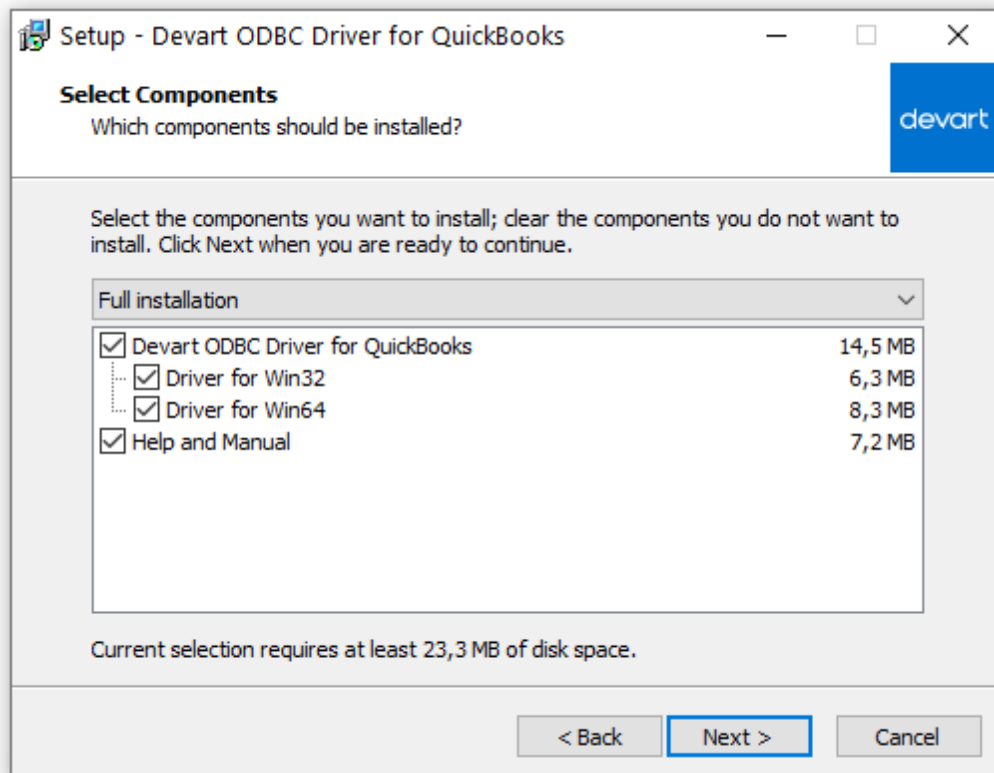 Setup - Devart ODBC Driver for QuickBooks
Select Components
Which components should be installed?
devart
Select the components you want to install; clear the components you do not want to
install. Click Next when you are ready to continue.
Full installation
Devart ODBC Driver for QuickBooks 14,5 MB
Driver for Win32 6,3 MB
Driver for Win64 8,3 MB
Help and Manual 7,2 MB
Current selection requires at least 23,3 MB of disk space.
< Back Next > Cancel